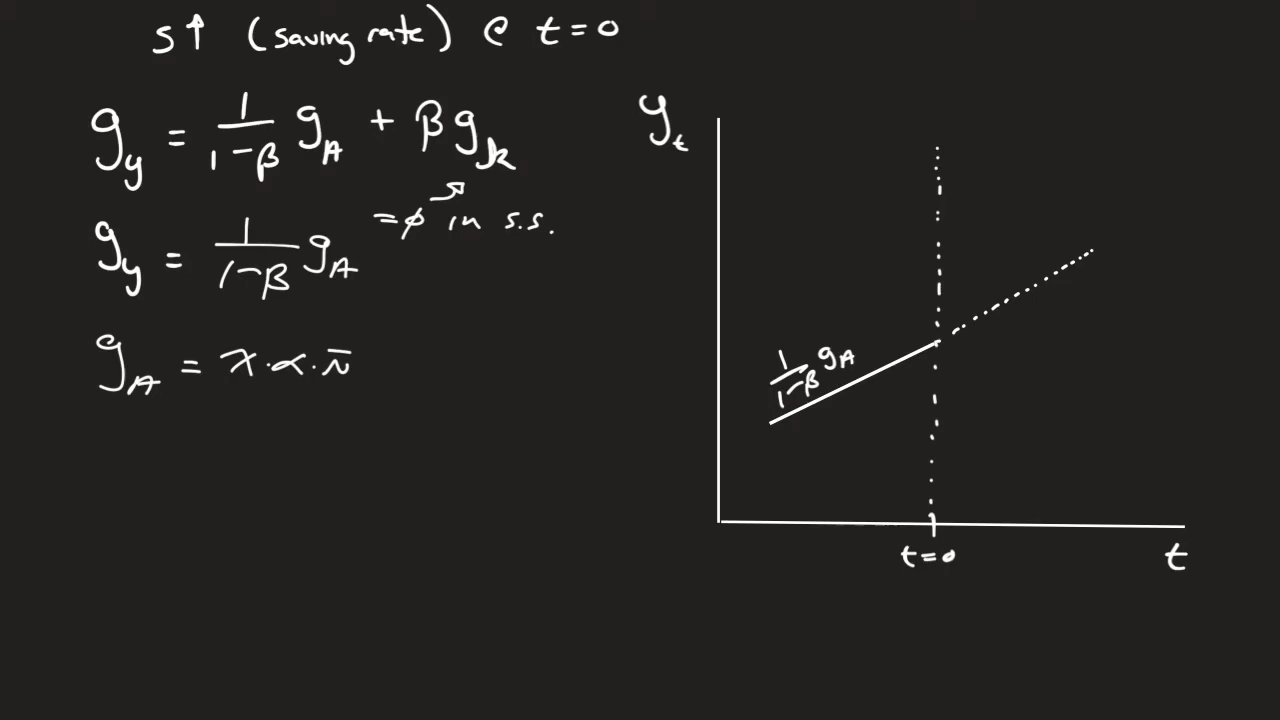 s↑ (saving rate) @ t=0
g_y = 1/(1-β) g_A + β g_k
=ϕ in s.s.
g_y = 1/(1-β) g_A
g_A = λ·α·N̄
y_t
1/(1-β) g_A
t=0
t